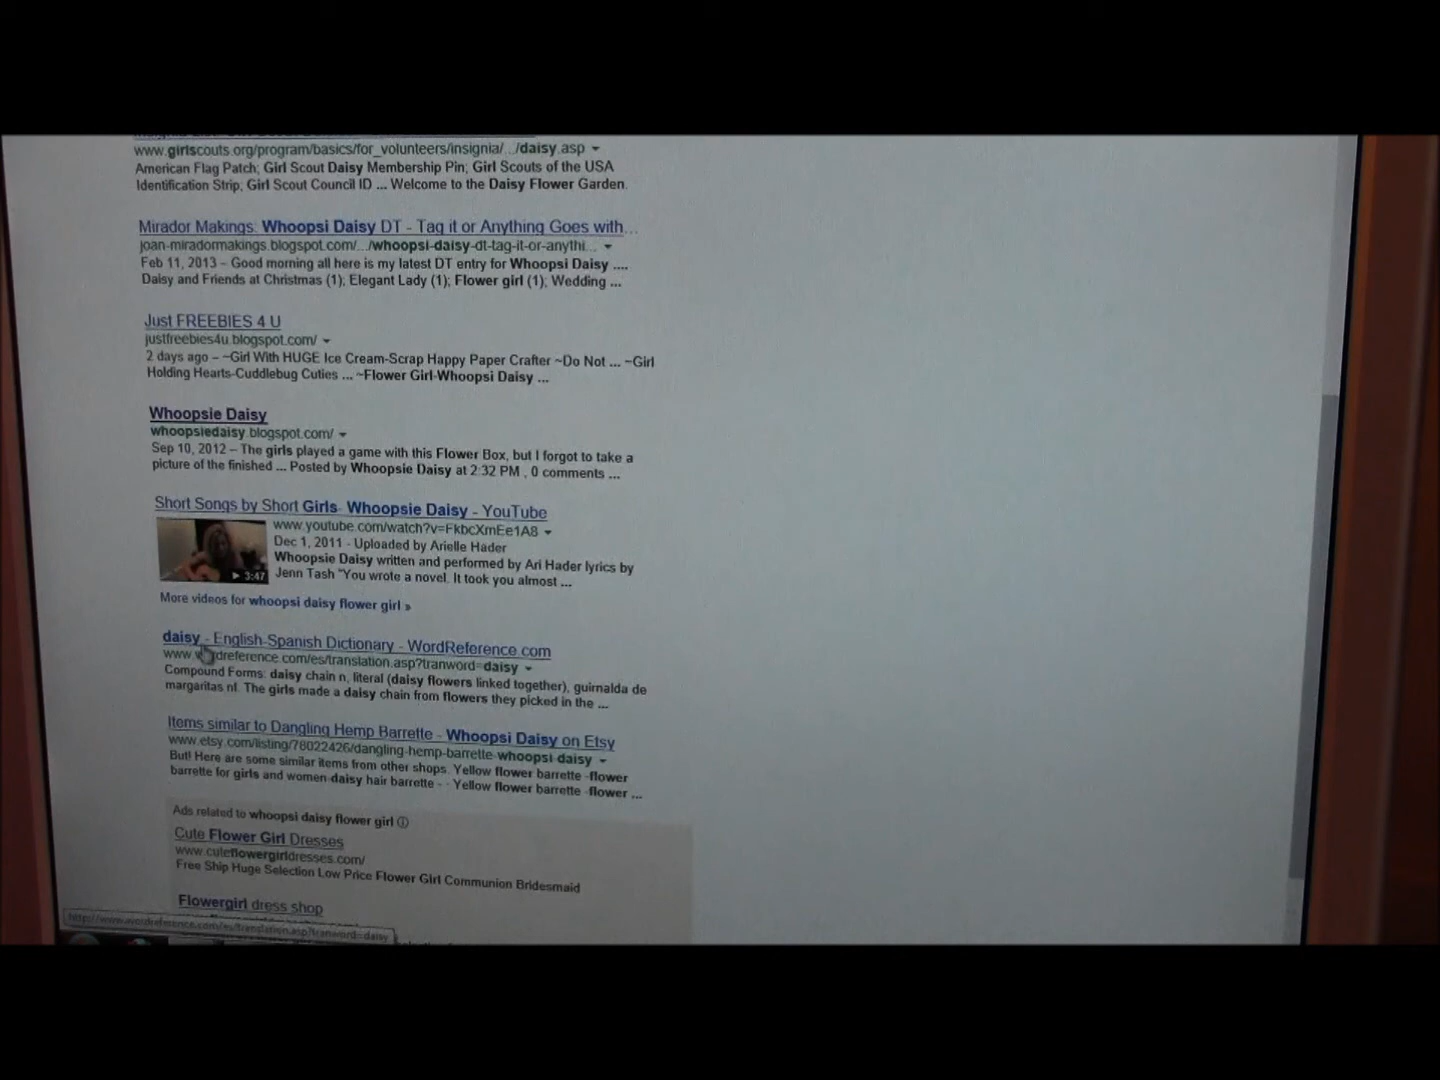 www.girlscouts.org/program/basics/for_volunteers/insignia/.../daisy.asp
American Flag Patch; Girl Scout Daisy Membership Pin; Girl Scouts of the USA
Identification Strip; Girl Scout Council ID ... Welcome to the Daisy Flower Garden.
Mirador Makings: Whoopsi Daisy DT - Tag it or Anything Goes with...
joan-miradormakings.blogspot.com/.../whoopsi-daisy-dt-tag-it-or-anythi...
Feb 11, 2013 – Good morning all here is my latest DT entry for Whoopsi Daisy ....
Daisy and Friends at Christmas (1); Elegant Lady (1); Flower girl (1); Wedding ...
Just FREEBIES 4 U
justfreebies4u.blogspot.com/
2 days ago – ~Girl With HUGE Ice Cream-Scrap Happy Paper Crafter ~Do Not ... ~Girl
Holding Hearts-Cuddlebug Cuties ... ~Flower Girl-Whoopsi Daisy ...
Whoopsie Daisy
whoopsiedaisy.blogspot.com/
Sep 10, 2012 – The girls played a game with this Flower Box, but I forgot to take a
picture of the finished ... Posted by Whoopsie Daisy at 2:32 PM , 0 comments ...
Short Songs by Short Girls- Whoopsie Daisy - YouTube
www.youtube.com/watch?v=FkbcXmEe1A8
Dec 1, 2011 - Uploaded by Arielle Hader
Whoopsie Daisy written and performed by Ari Hader lyrics by
3:47
Jenn Tash "You wrote a novel. It took you almost ...
More videos for whoopsi daisy flower girl »
daisy - English-Spanish Dictionary - WordReference.com
www.wordreference.com/es/translation.asp?tranword=daisy
Compound Forms: daisy chain n, literal (daisy flowers linked together), guirnalda de
margaritas nf. The girls made a daisy chain from flowers they picked in the ...
Items similar to Dangling Hemp Barrette - Whoopsi Daisy on Etsy
www.etsy.com/listing/78022426/dangling-hemp-barrette-whoopsi-daisy
But! Here are some similar items from other shops. Yellow flower barrette -flower
barrette for girls and women-daisy hair barrette - · Yellow flower barrette -flower ...
Ads related to whoopsi daisy flower girl
Cute Flower Girl Dresses
www.cuteflowergirldresses.com/
Free Ship Huge Selection Low Price Flower Girl Communion Bridesmaid
Flowergirl dress shop
http://www.wordreference.com/es/translation.asp?tranword=daisy